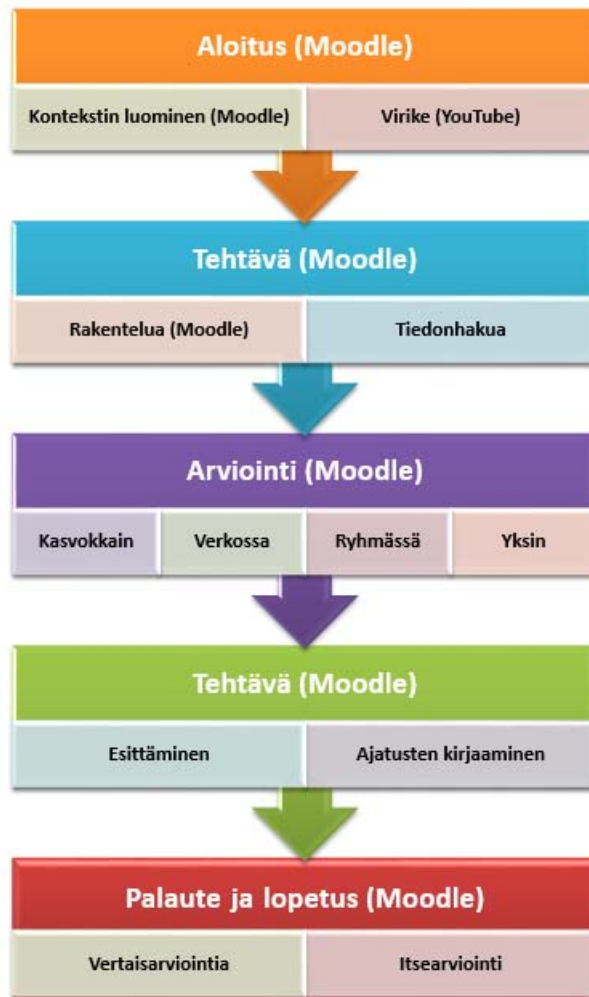 Aloitus (Moodle)
Kontekstin luominen (Moodle)
Virike (YouTube)
Tehtävä (Moodle)
Rakentelua (Moodle)
Tiedonhakua
Arviointi (Moodle)
Kasvokkain
Verkossa
Ryhmässä
Yksin
Tehtävä (Moodle)
Esittäminen
Ajatusten kirjaaminen
Palaute ja lopetus (Moodle)
Vertaisarviointia
Itsearviointi